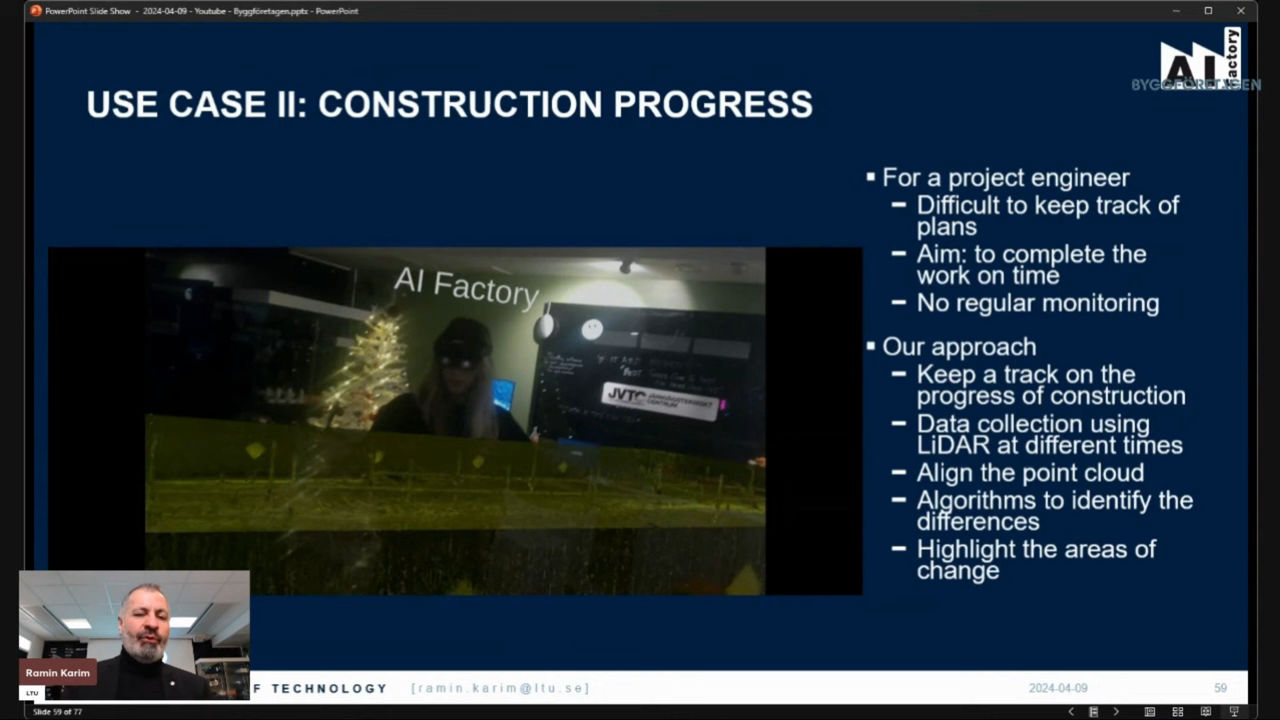 PowerPoint Slide Show - 2024-04-09 - Youtube - Byggföretagen.pptx - PowerPoint
AI
Factory
BYGGFÖRETAGEN
USE CASE II: CONSTRUCTION PROGRESS
For a project engineer
Difficult to keep track of
plans
Aim: to complete the
work on time
No regular monitoring
Our approach
Keep a track on the
progress of construction
Data collection using
LiDAR at different times
Align the point cloud
Algorithms to identify the
differences
Highlight the areas of
change
AI Factory
JVTC JÄRNVÄGSTEKNISKT
CENTRUM
Ramin Karim
LTU
F TECHNOLOGY [ramin.karim@ltu.se]
2024-04-09
59
Slide 59 of 77